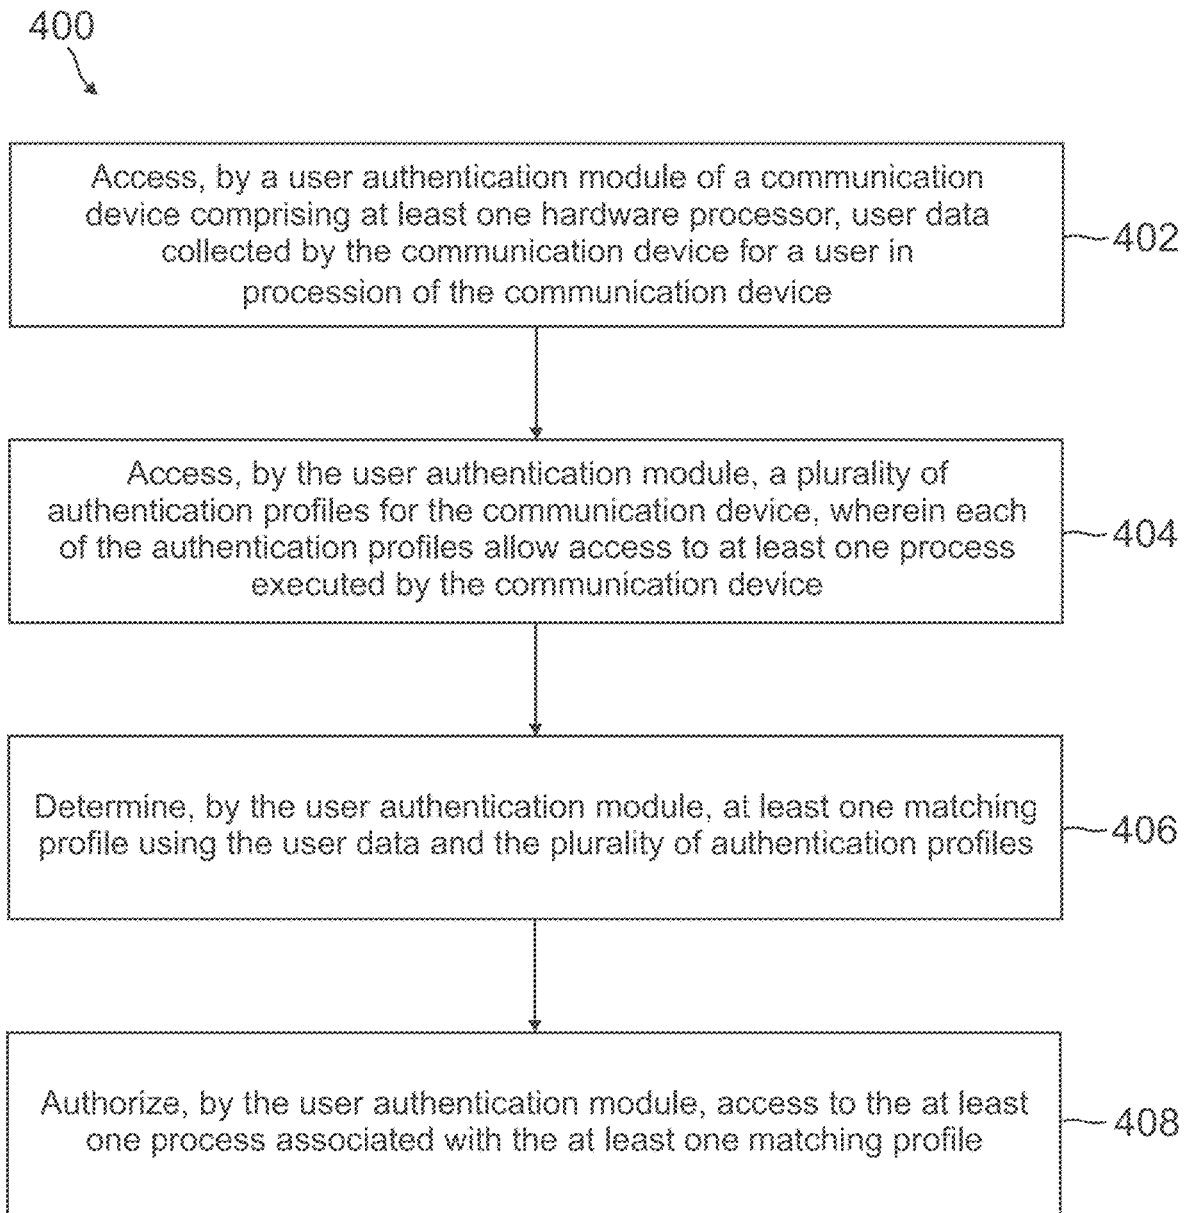 400
Access, by a user authentication module of a communication
device comprising at least one hardware processor, user data
collected by the communication device for a user in
procession of the communication device
402
Access, by the user authentication module, a plurality of
authentication profiles for the communication device, wherein each
of the authentication profiles allow access to at least one process
executed by the communication device
404
Determine, by the user authentication module, at least one matching
profile using the user data and the plurality of authentication profiles
406
Authorize, by the user authentication module, access to the at least
one process associated with the at least one matching profile
408